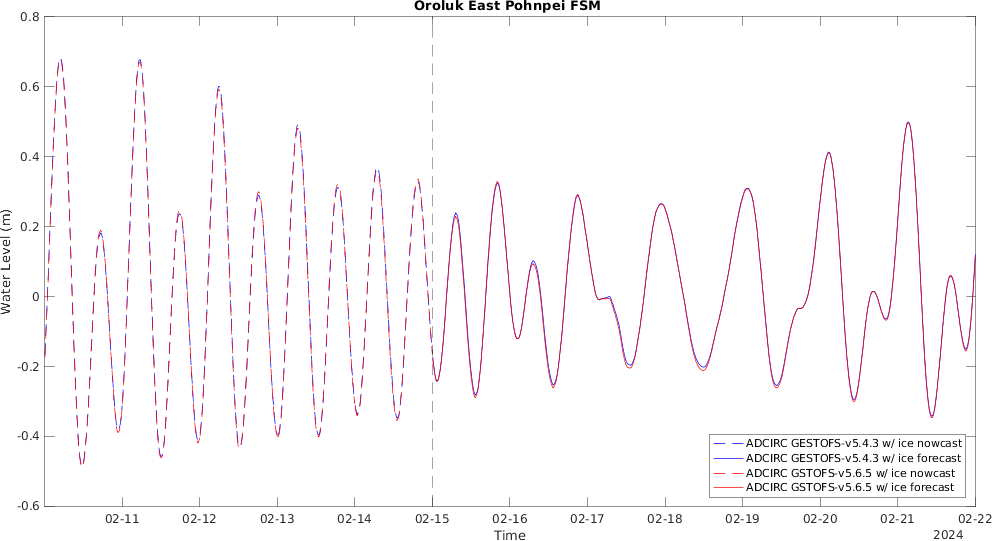 Oroluk East Pohnpei FSM
0.8
0.6
0.4
0.2
0
-0.2
-0.4
-0.6
Water Level (m)
ADCIRC GESTOFS-v5.4.3 w/ ice nowcast
ADCIRC GESTOFS-v5.4.3 w/ ice forecast
ADCIRC GSTOFS-v5.6.5 w/ ice nowcast
ADCIRC GSTOFS-v5.6.5 w/ ice forecast
02-11 02-12 02-13 02-14 02-15 02-16 02-17 02-18 02-19 02-20 02-21 02-22
Time
2024